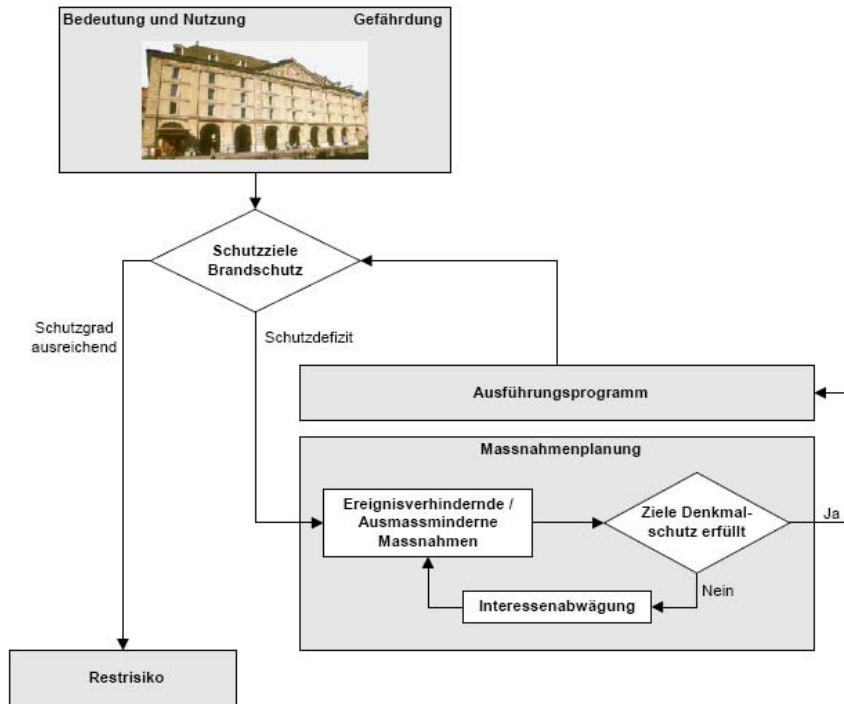 Bedeutung und Nutzung
Gefährdung
Schutzziele
Brandschutz
Schutzgrad
ausreichend
Schutzdefizit
Ausführungsprogramm
Massnahmenplanung
Ereignisverhindernde /
Ausmassminderne
Massnahmen
Ziele Denkmal-
schutz erfüllt
Ja
Nein
Interessenabwägung
Restrisiko